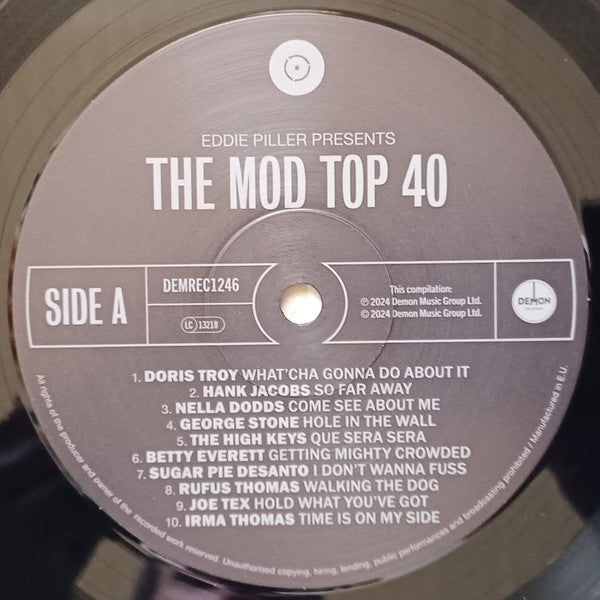 EDDIE PILLER PRESENTS
THE MOD TOP 40
SIDE A
DEMREC1246
LC 13218
This compilation:
℗ 2024 Demon Music Group Ltd.
© 2024 Demon Music Group Ltd.
DEMON
RECORDS
1. DORIS TROY WHAT'CHA GONNA DO ABOUT IT
2. HANK JACOBS SO FAR AWAY
3. NELLA DODDS COME SEE ABOUT ME
4. GEORGE STONE HOLE IN THE WALL
5. THE HIGH KEYS QUE SERA SERA
6. BETTY EVERETT GETTING MIGHTY CROWDED
7. SUGAR PIE DESANTO I DON'T WANNA FUSS
8. RUFUS THOMAS WALKING THE DOG
9. JOE TEX HOLD WHAT YOU'VE GOT
10. IRMA THOMAS TIME IS ON MY SIDE
All rights of the producer and owner of the recorded work reserved. Unauthorised copying, hiring, lending, public performances and broadcasting prohibited / Manufactured in E.U.